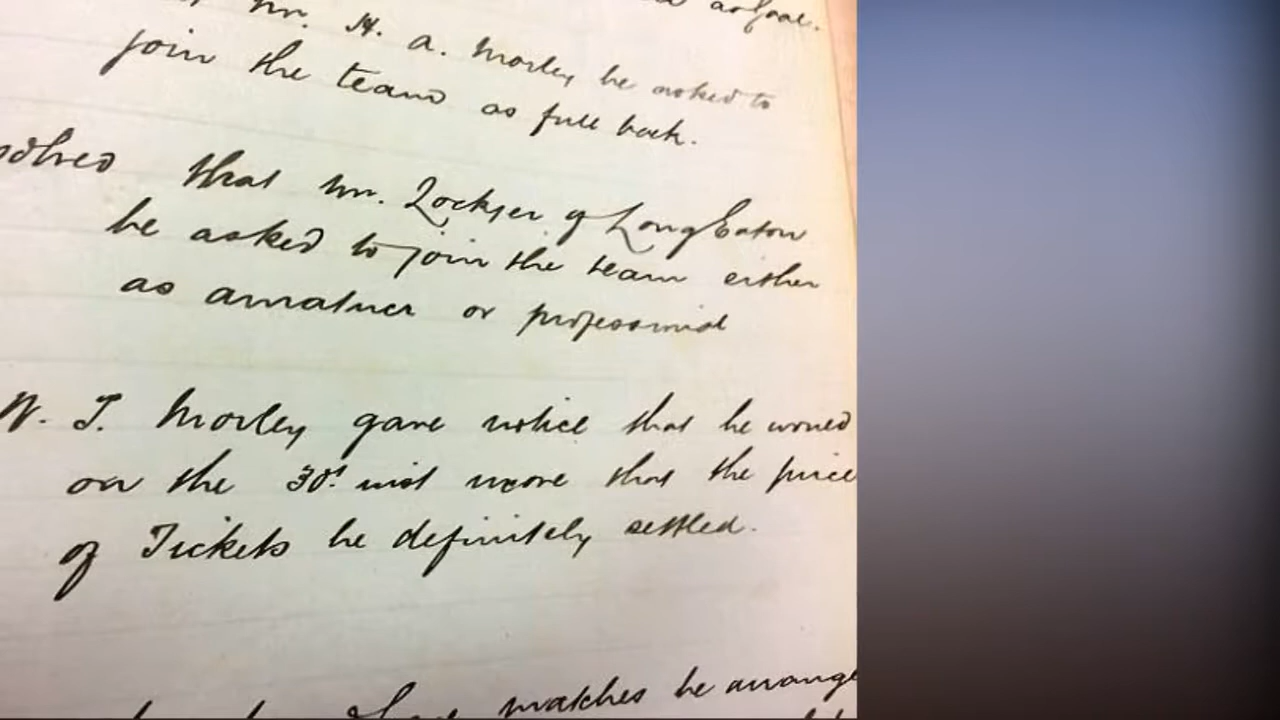 Mr. H. A. Morley be asked to
join the team as full back.
that Mr. Lockyer of Long Eaton
be asked to join the team either
as amatuer or professional
W. T. Morley gave notice that he would
on the 30th inst move that the price
of Tickets be definitely settled.
matches be arrange